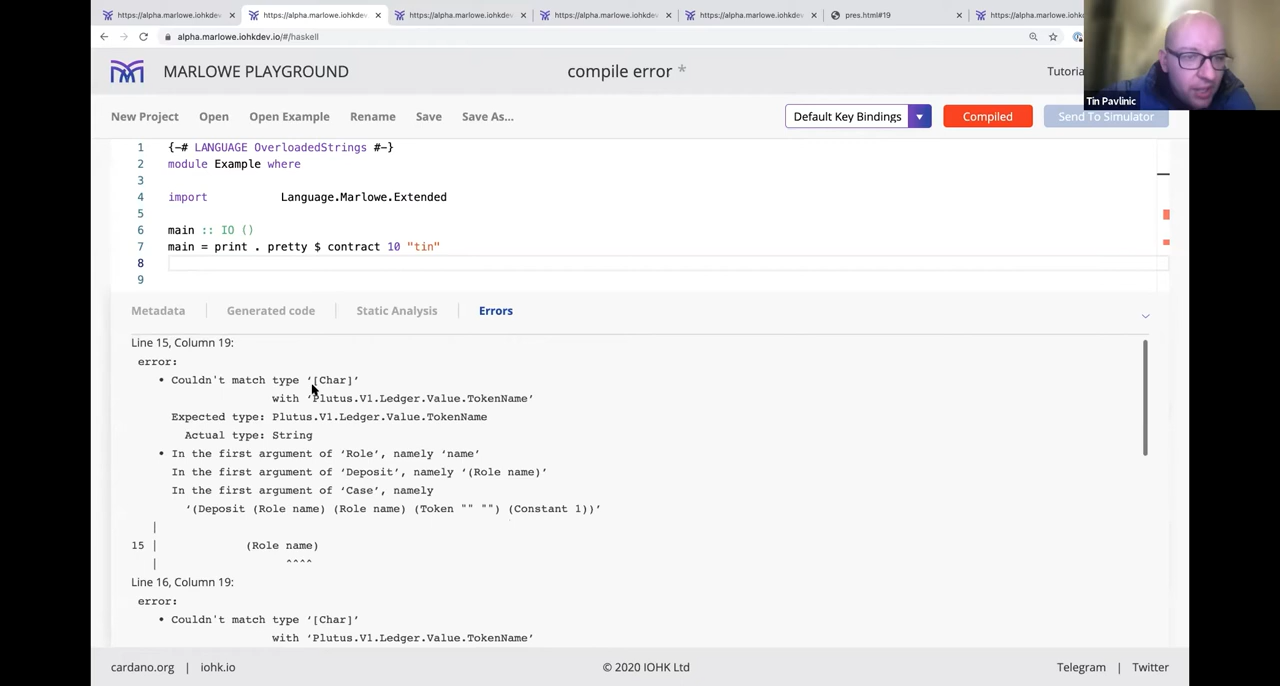 https://alpha.marlowe.iohkdev × https://alpha.marlowe.iohkdev × https://alpha.marlowe.iohkdev × https://alpha.marlowe.iohkdev × https://alpha.marlowe.iohkdev × pres.html#19 × https://alpha.marlowe.iohkde
alpha.marlowe.iohkdev.io/#/haskell
MARLOWE PLAYGROUND compile error *
Tin Pavlinic
New Project Open Open Example Rename Save Save As... Default Key Bindings ▼ Compiled Send To Simulator
1 {-# LANGUAGE OverloadedStrings #-}
2 module Example where
3
4 import Language.Marlowe.Extended
5
6 main :: IO ()
7 main = print . pretty $ contract 10 "tin"
8
9
Metadata | Generated code | Static Analysis | Errors
Line 15, Column 19:
error:
• Couldn't match type ‘[Char]’
with ‘Plutus.V1.Ledger.Value.TokenName’
Expected type: Plutus.V1.Ledger.Value.TokenName
Actual type: String
• In the first argument of ‘Role’, namely ‘name’
In the first argument of ‘Deposit’, namely ‘(Role name)’
In the first argument of ‘Case’, namely
‘(Deposit (Role name) (Role name) (Token "" "") (Constant 1))’
|
15 | (Role name)
| ^^^^
Line 16, Column 19:
error:
• Couldn't match type ‘[Char]’
with ‘Plutus.V1.Ledger.Value.TokenName’
cardano.org | iohk.io © 2020 IOHK Ltd Telegram | Twitter